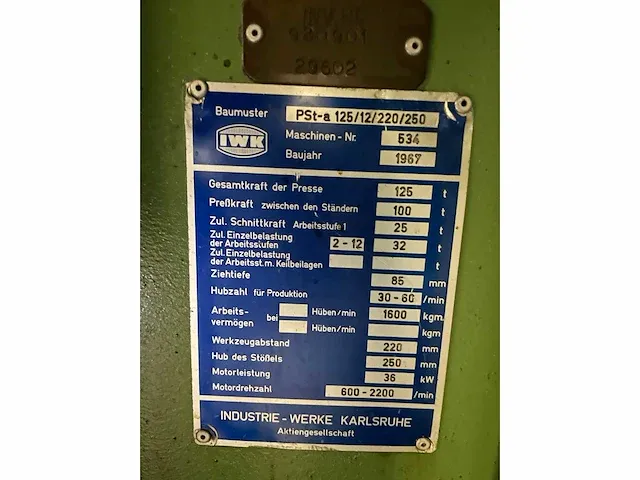 INV.NR.
29602
Baumuster PSt-a 125/12/220/250
IWK
Maschinen - Nr. 534
Baujahr 1967
Gesamtkraft der Presse 125 t
Preßkraft zwischen den Ständern 100 t
Zul. Schnittkraft Arbeitsstufe 1 25 t
Zul. Einzelbelastung
der Arbeitsstufen 2 - 12 32 t
Zul. Einzelbelastung
der Arbeitsst. m. Keilbeilagen t
Ziehtiefe 85 mm
Hubzahl für Produktion 30 - 60 /min
Arbeits- Hüben/min 1600 kgm
vermögen bei Hüben/min kgm
Werkzeugabstand 220 mm
Hub des Stößels 250 mm
Motorleistung 36 kW
Motordrehzahl 600 - 2200 /min
INDUSTRIE - WERKE KARLSRUHE
Aktiengesellschaft